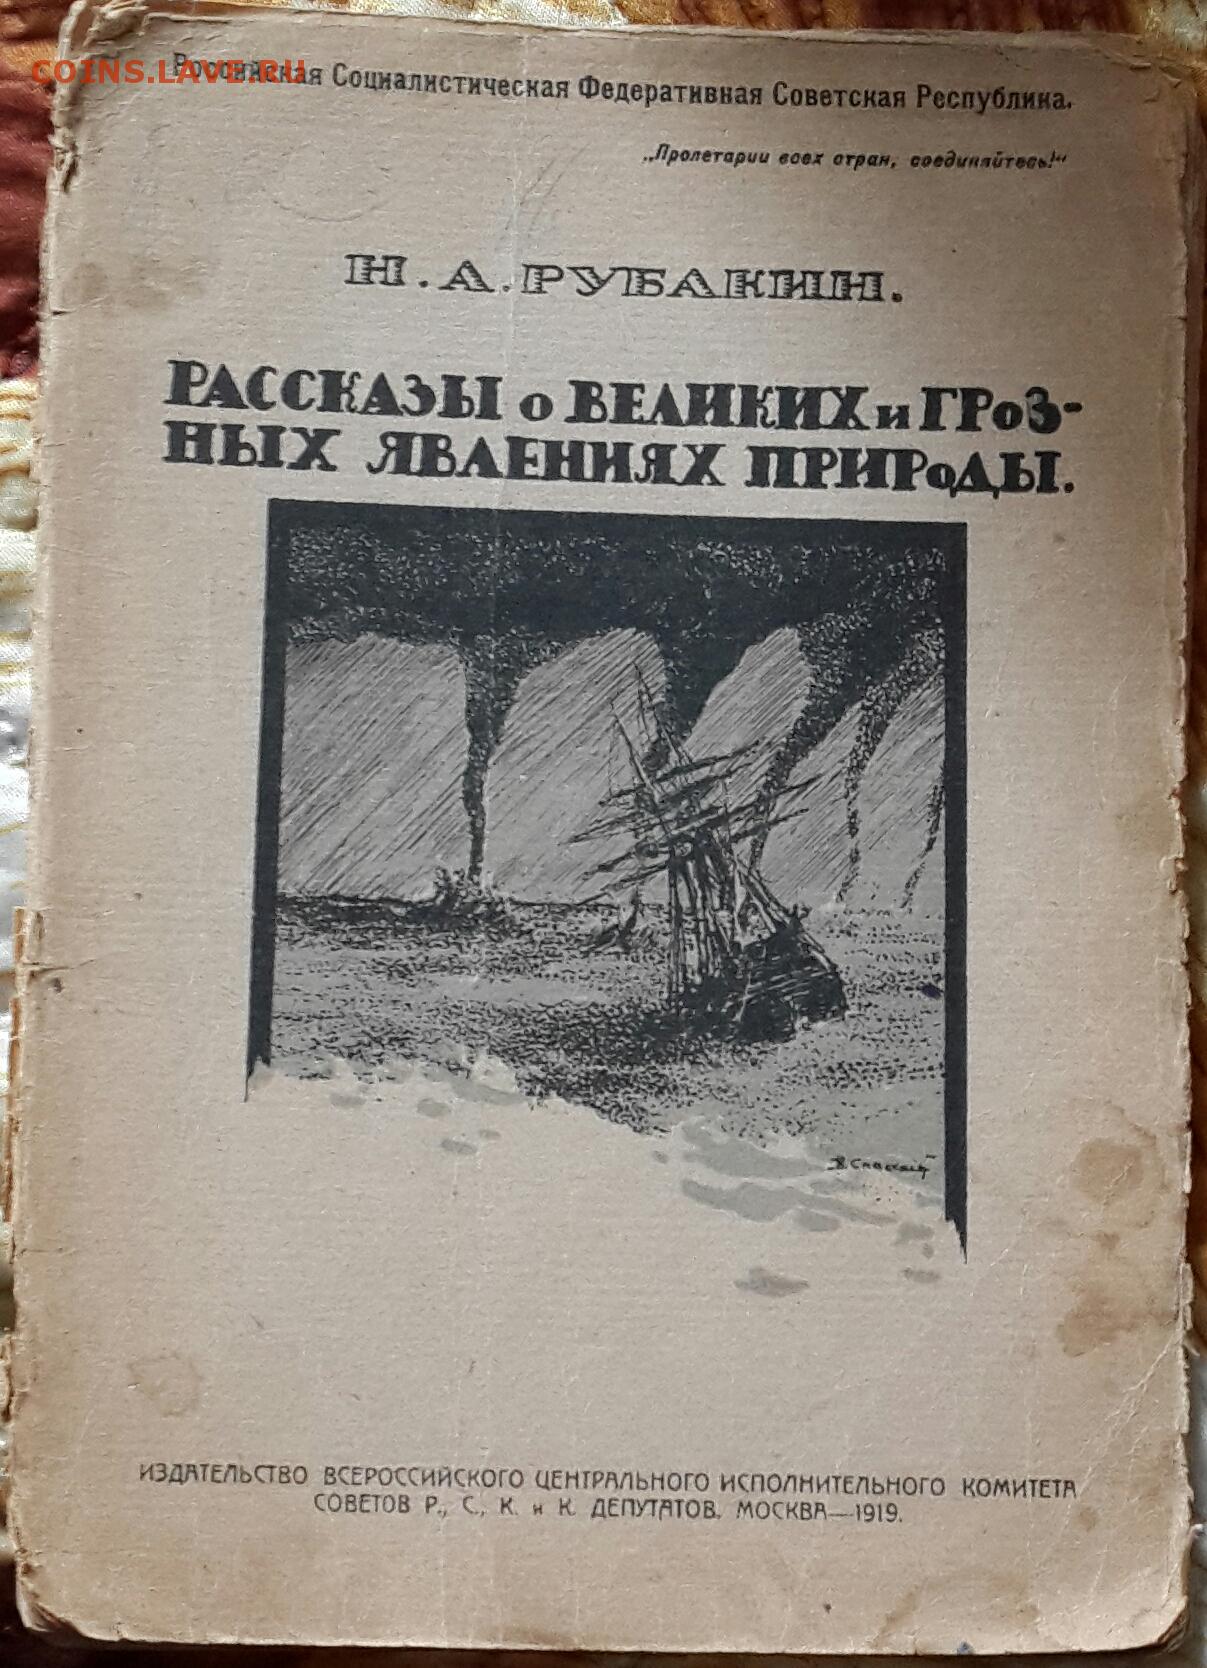 COINS.LAVE.RU
Российская Социалистическая Федеративная Советская Республика.
„Пролетарии всех стран, соединяйтесь!“
Н. А. РУБАКИН.
РАССКАЗЫ о ВЕЛИКИХ и ГРОЗ-
НЫХ ЯВЛЕНИЯХ ПРИРОДЫ.
В. Спасский
ИЗДАТЕЛЬСТВО ВСЕРОССИЙСКОГО ЦЕНТРАЛЬНОГО ИСПОЛНИТЕЛЬНОГО КОМИТЕТА
СОВЕТОВ Р., С., К. и К. ДЕПУТАТОВ. МОСКВА—1919.